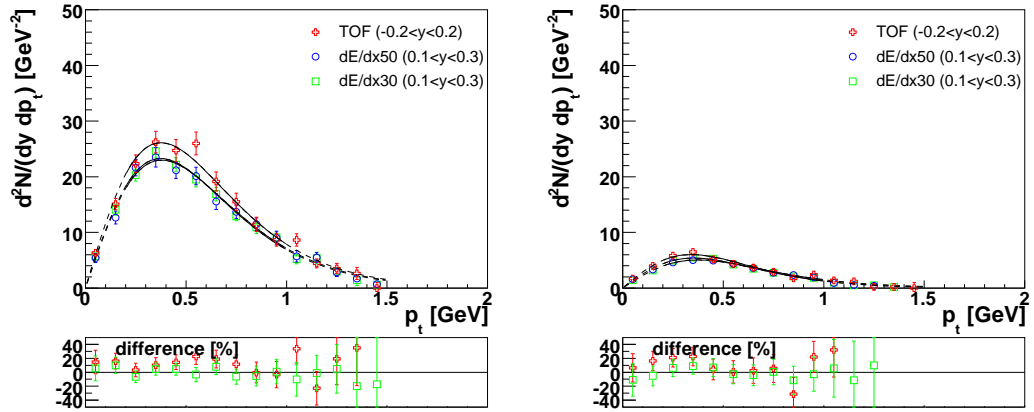 d²N/(dy dp_t) [GeV⁻²]
50
40
30
20
10
0
TOF (-0.2<y<0.2)
dE/dx50 (0.1<y<0.3)
dE/dx30 (0.1<y<0.3)
0 0.5 1 1.5 2
p_t [GeV]
difference [%]
40
20
0
-20
-40
d²N/(dy dp_t) [GeV⁻²]
50
40
30
20
10
0
TOF (-0.2<y<0.2)
dE/dx50 (0.1<y<0.3)
dE/dx30 (0.1<y<0.3)
0 0.5 1 1.5 2
p_t [GeV]
difference [%]
40
20
0
-20
-40